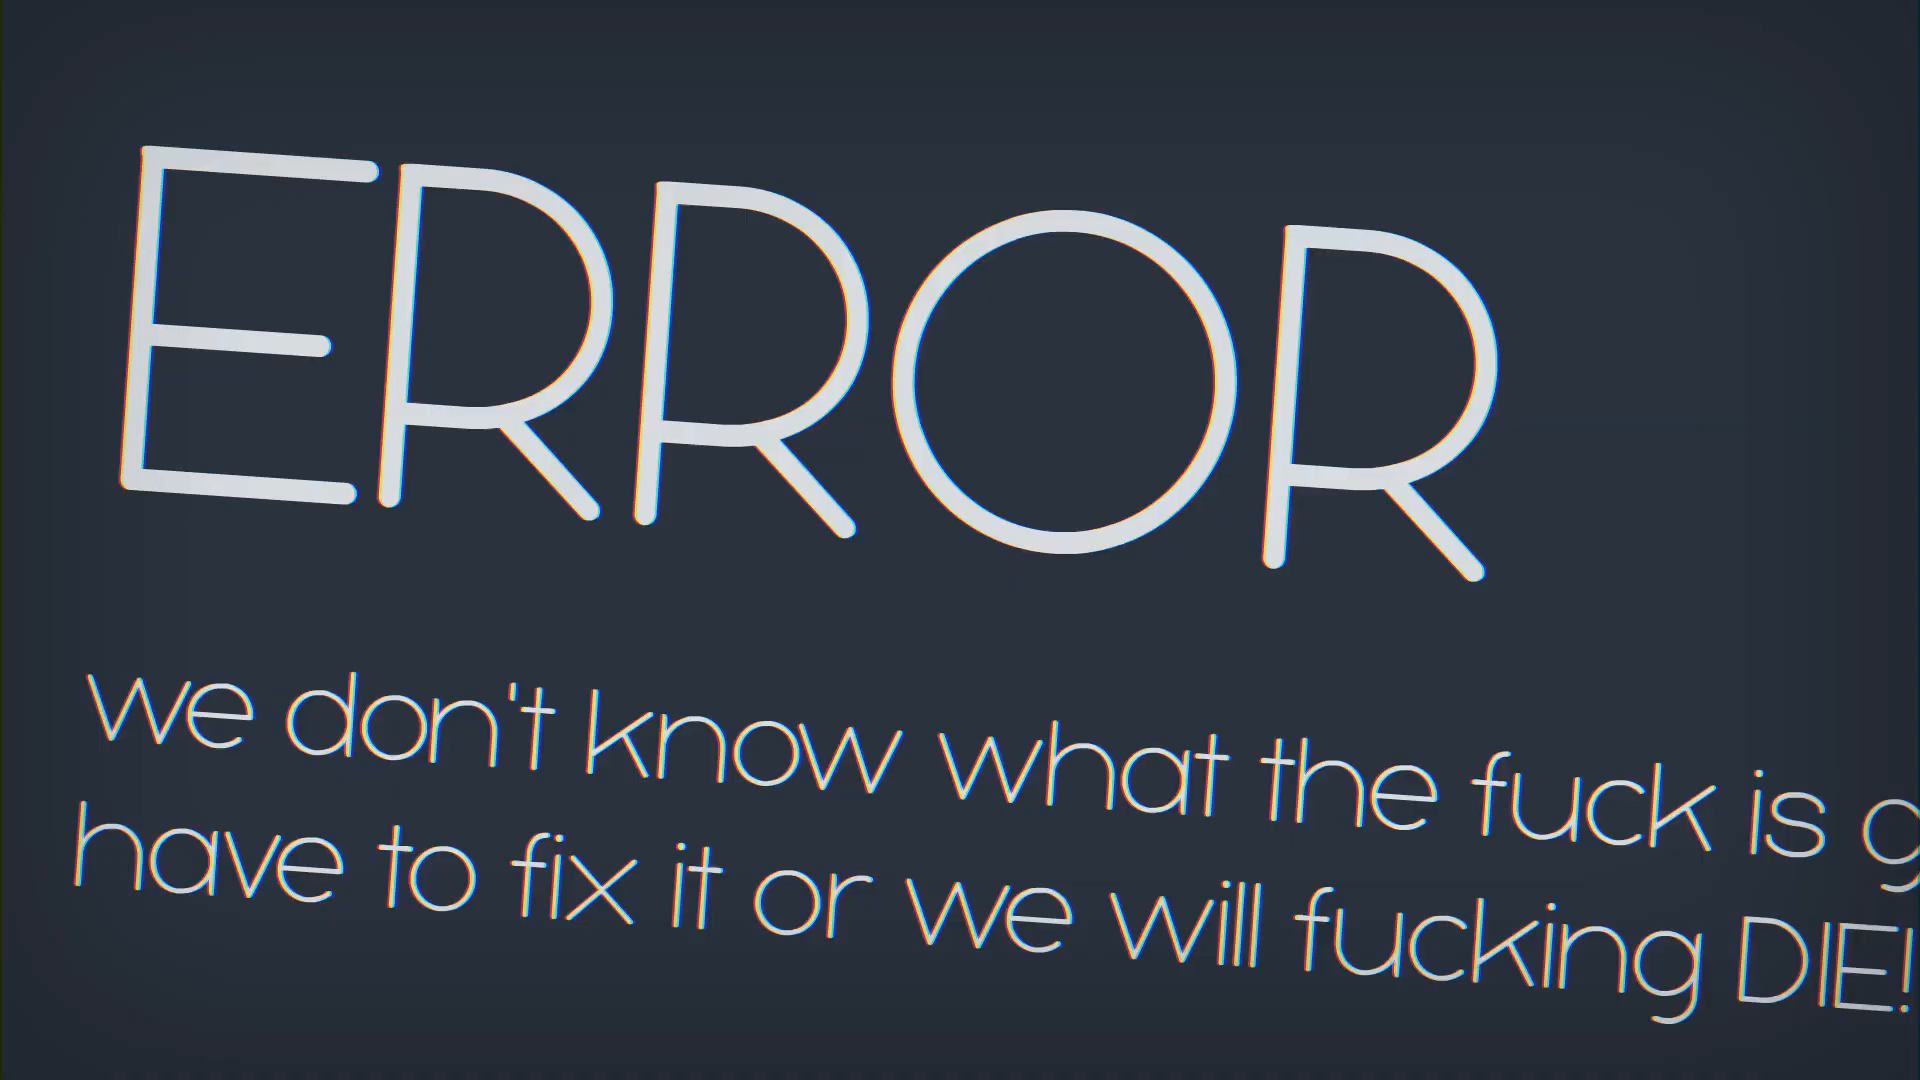 ERROR
we don't know what the fuck is
have to fix it or we will fucking DIE!